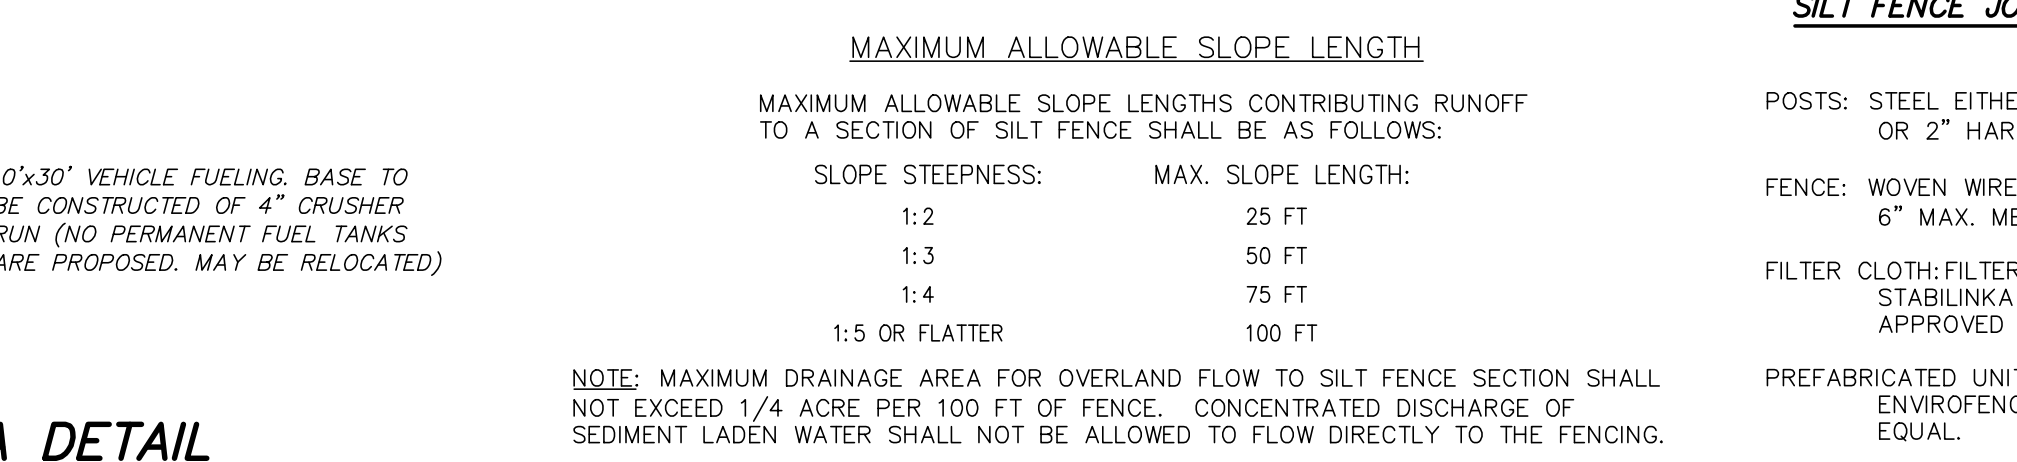 0'x30' VEHICLE FUELING. BASE TO
BE CONSTRUCTED OF 4” CRUSHER
RUN (NO PERMANENT FUEL TANKS
ARE PROPOSED. MAY BE RELOCATED)
A DETAIL
MAXIMUM ALLOWABLE SLOPE LENGTH
MAXIMUM ALLOWABLE SLOPE LENGTHS CONTRIBUTING RUNOFF
TO A SECTION OF SILT FENCE SHALL BE AS FOLLOWS:
SLOPE STEEPNESS: MAX. SLOPE LENGTH:
1:2 25 FT
1:3 50 FT
1:4 75 FT
1:5 OR FLATTER 100 FT
NOTE: MAXIMUM DRAINAGE AREA FOR OVERLAND FLOW TO SILT FENCE SECTION SHALL
NOT EXCEED 1/4 ACRE PER 100 FT OF FENCE. CONCENTRATED DISCHARGE OF
SEDIMENT LADEN WATER SHALL NOT BE ALLOWED TO FLOW DIRECTLY TO THE FENCING.
SILT FENCE JO
POSTS: STEEL EITHE
OR 2” HAR
FENCE: WOVEN WIRE
6” MAX. ME
FILTER CLOTH: FILTER
STABILINKA
APPROVED
PREFABRICATED UNIT
ENVIROFENC
EQUAL.